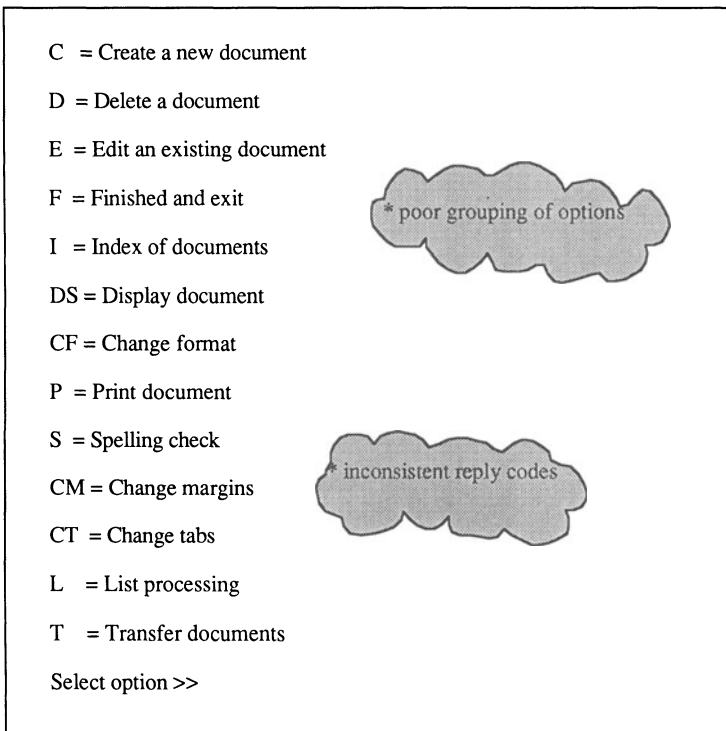 C = Create a new document
D = Delete a document
E = Edit an existing document
F = Finished and exit
* poor grouping of options
I = Index of documents
DS = Display document
CF = Change format
P = Print document
S = Spelling check
* inconsistent reply codes
CM = Change margins
CT = Change tabs
L = List processing
T = Transfer documents
Select option >>